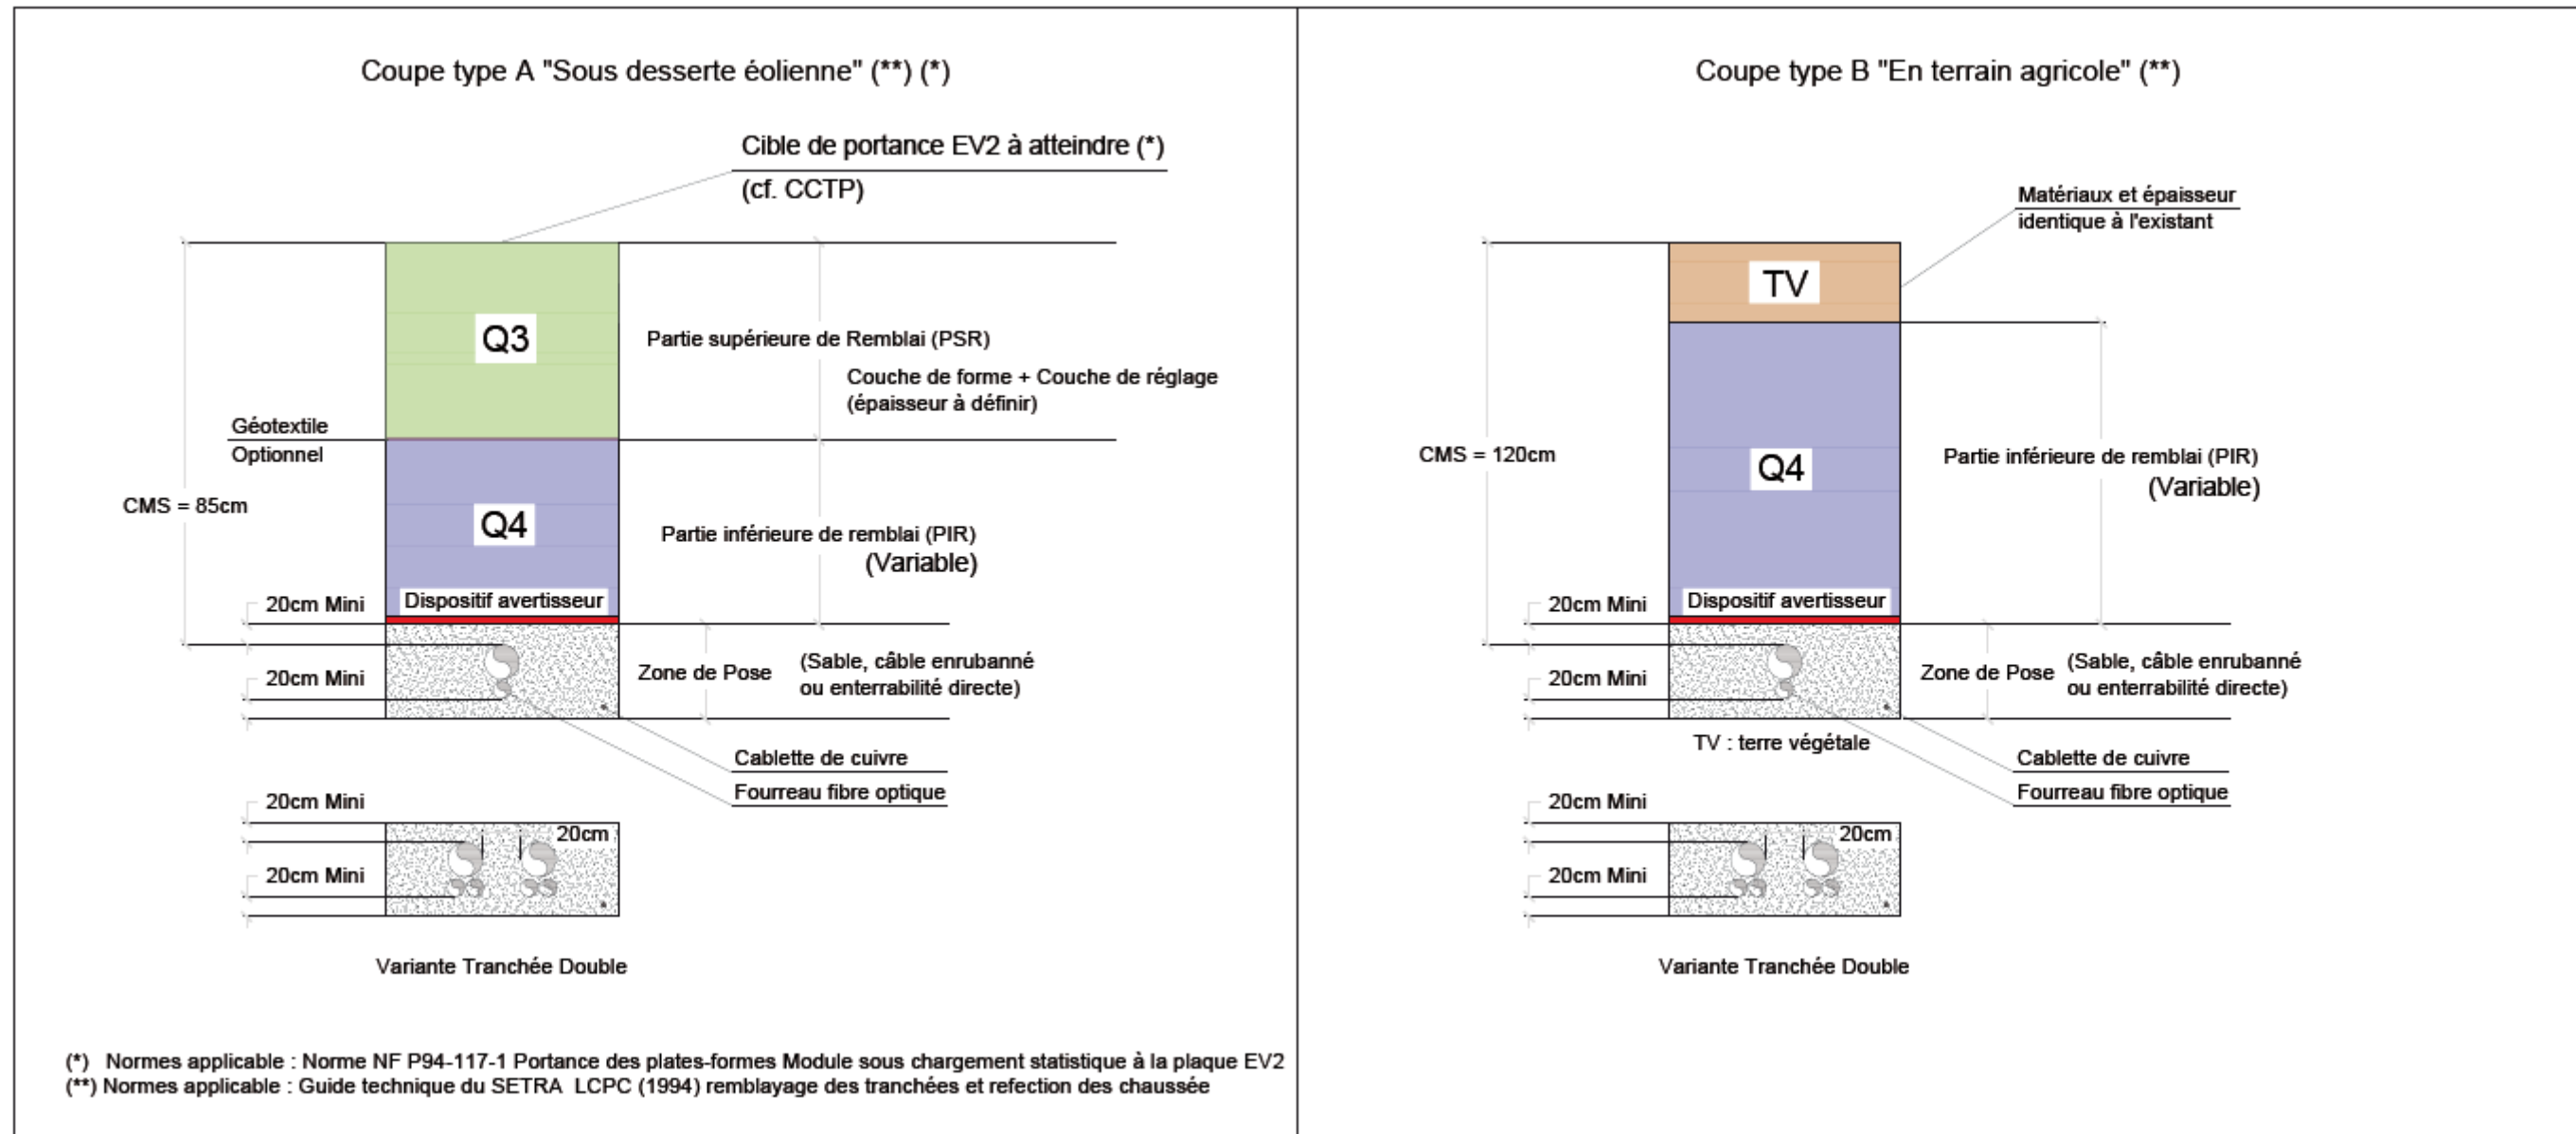 Coupe type A "Sous desserte éolienne" (**) (*)
Cible de portance EV2 à atteindre (*)
(cf. CCTP)
Q3
Partie supérieure de Remblai (PSR)
Couche de forme + Couche de réglage
(épaisseur à définir)
Géotextile
Optionnel
CMS = 85cm
Q4
Partie inférieure de remblai (PIR)
(Variable)
20cm Mini
Dispositif avertisseur
20cm Mini
Zone de Pose
(Sable, câble enrubanné
ou enterrabilité directe)
Cablette de cuivre
Fourreau fibre optique
20cm Mini
20cm
20cm Mini
Variante Tranchée Double
(*) Normes applicable : Norme NF P94-117-1 Portance des plates-formes Module sous chargement statistique à la plaque EV2
(**) Normes applicable : Guide technique du SETRA LCPC (1994) remblayage des tranchées et refection des chaussée
Coupe type B "En terrain agricole" (**)
Matériaux et épaisseur
identique à l'existant
TV
CMS = 120cm
Q4
Partie inférieure de remblai (PIR)
(Variable)
20cm Mini
Dispositif avertisseur
20cm Mini
Zone de Pose
(Sable, câble enrubanné
ou enterrabilité directe)
TV : terre végétale
Cablette de cuivre
Fourreau fibre optique
20cm Mini
20cm
20cm Mini
Variante Tranchée Double